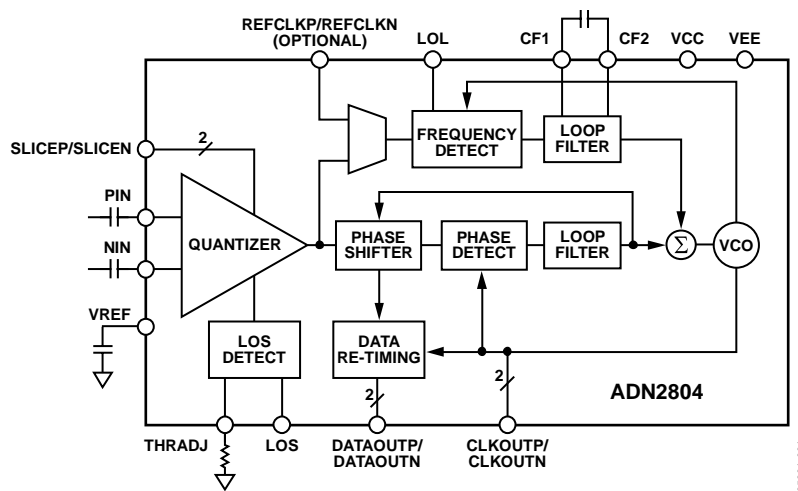 REFCLKP/REFCLKN
(OPTIONAL)
LOL
CF1
CF2
VCC
VEE
SLICEP/SLICEN
2
FREQUENCY
DETECT
LOOP
FILTER
PIN
NIN
QUANTIZER
PHASE
SHIFTER
PHASE
DETECT
LOOP
FILTER
Σ
VCO
VREF
LOS
DETECT
DATA
RE-TIMING
2
2
ADN2804
THRADJ
LOS
DATAOUTP/
DATAOUTN
CLKOUTP/
CLKOUTN